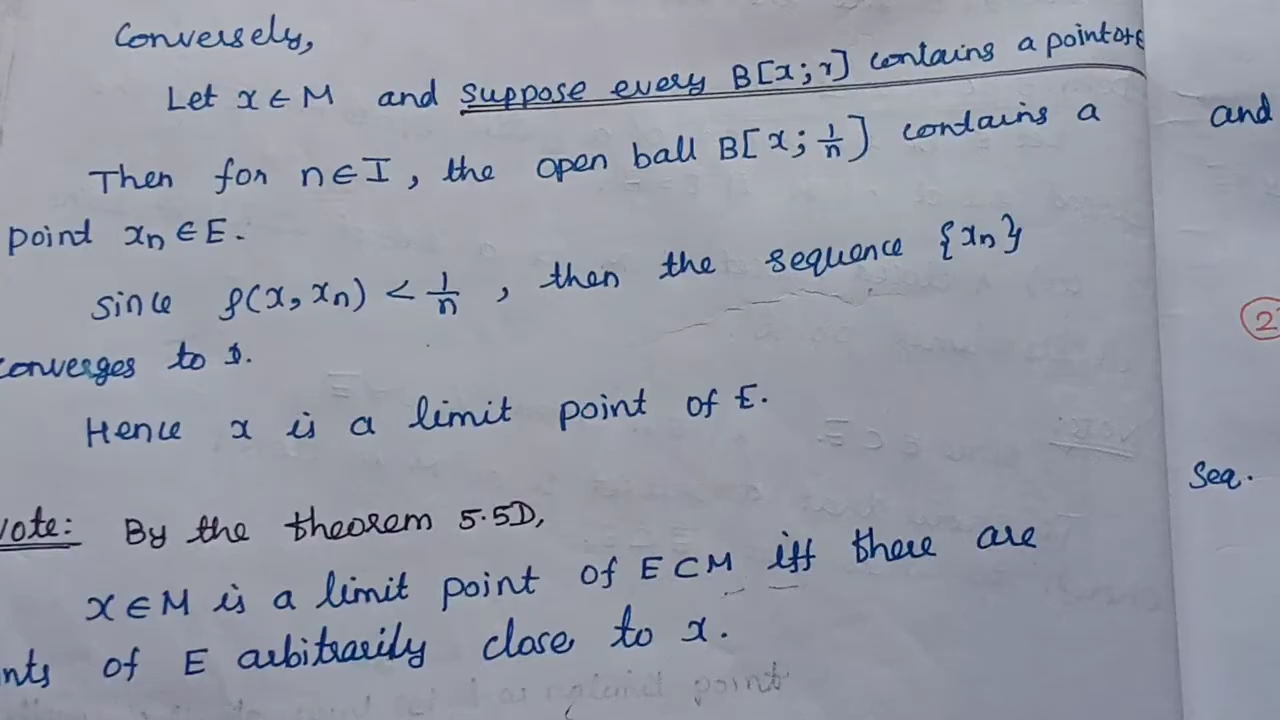 Conversely,
Let x ∈ M and suppose every B[x; r] contains a point of E
Then for n ∈ I, the open ball B[x; 1/n] contains a
point xn ∈ E.
since ρ(x, xn) < 1/n, then the sequence {xn}
converges to x.
Hence x is a limit point of E.
Note: By the theorem 5.5D,
x ∈ M is a limit point of E ⊂ M iff there are
nts of E arbitrarily close to x.
and
2
Seq.